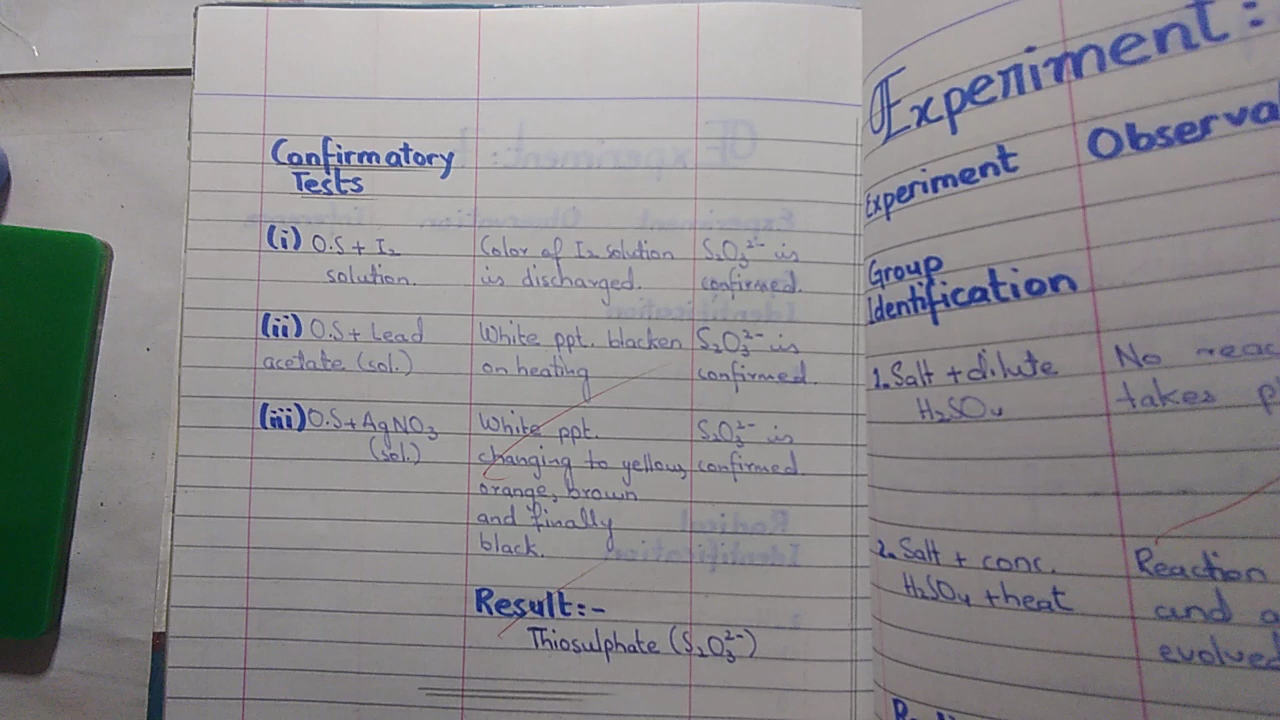 Confirmatory
Tests
(i) O.S + I₂ solution.
Color of I₂ solution is discharged.
S₂O₃²⁻ is confirmed.
(ii) O.S + Lead acetate (sol.)
White ppt. blacken on heating
S₂O₃²⁻ is confirmed.
(iii) O.S + AgNO₃ (sol.)
White ppt. changing to yellow, orange, brown and finally black.
S₂O₃²⁻ is confirmed.
Result:-
Thiosulphate (S₂O₃²⁻)
Experiment:
Experiment
Group
Identification
1. Salt + dilute
H₂SO₄
No
takes
2. Salt + conc.
H₂SO₄ + heat
Reaction
and
evolved